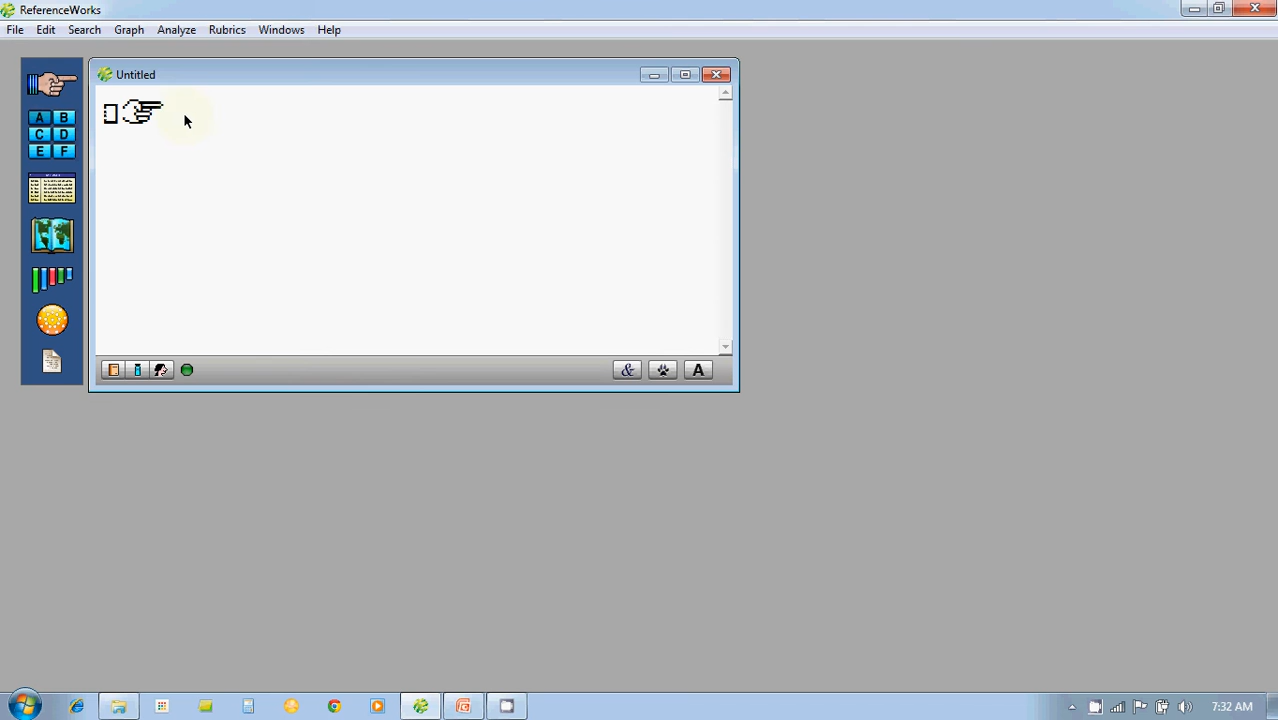 ReferenceWorks
File Edit Search Graph Analyze Rubrics Windows Help
Untitled
A B
C D
E F
& A
7:32 AM